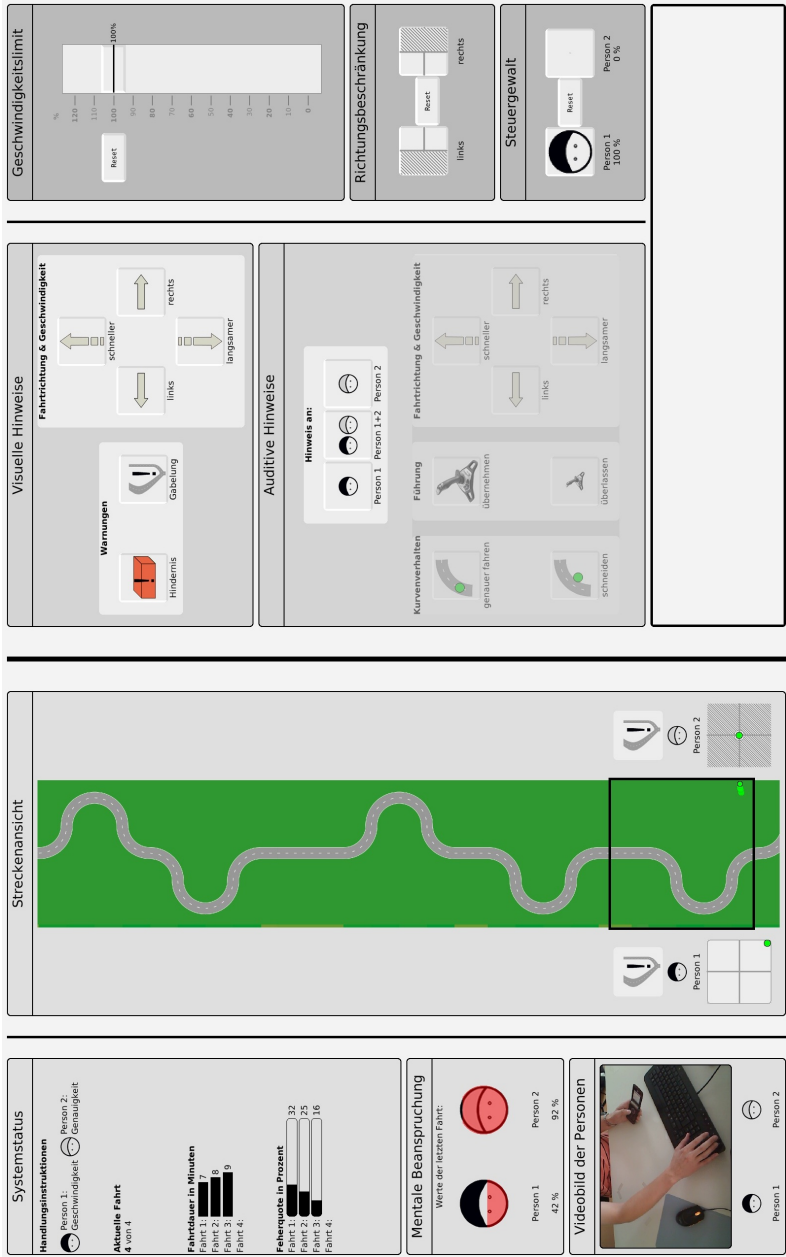 Systemstatus
Handlungsinstruktionen
Person 1:
Geschwindigkeit
Person 2:
Genauigkeit
Aktuelle Fahrt
4 von 4
Fahrtdauer in Minuten
Fahrt 1: 7
Fahrt 2: 8
Fahrt 3: 9
Fahrt 4:
Feherquote in Prozent
Fahrt 1: 32
Fahrt 2: 25
Fahrt 3: 16
Fahrt 4:
Mentale Beanspruchung
Werte der letzten Fahrt:
Person 1
42 %
Person 2
92 %
Videobild der Personen
Person 1
Person 2
Streckenansicht
Person 1
Person 2
Visuelle Hinweise
Warnungen
Hindernis
Gabelung
Fahrtrichtung & Geschwindigkeit
schneller
links
rechts
langsamer
Auditive Hinweise
Hinweis an:
Person 1
Person 1+2
Person 2
Kurvenverhalten
genauer fahren
schneiden
Führung
übernehmen
überlassen
Fahrtrichtung & Geschwindigkeit
schneller
links
rechts
langsamer
Geschwindigkeitslimit
%
120
110
100
90
80
70
60
50
40
30
20
10
0
100%
Reset
Richtungsbeschränkung
links
Reset
rechts
Steuergewalt
Reset
Person 1
100 %
Person 2
0 %